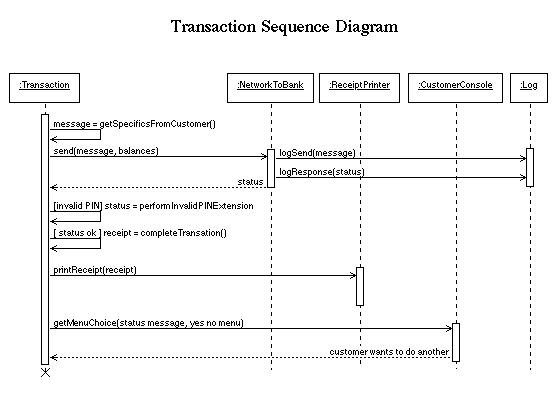 Transaction Sequence Diagram
:Transaction
:NetworkToBank
:ReceiptPrinter
:CustomerConsole
:Log
message = getSpecificsFromCustomer()
send(message, balances)
logSend(message)
logResponse(status)
status
[invalid PIN] status = performInvalidPINExtension
[ status ok ] receipt = completeTransation()
printReceipt(receipt)
getMenuChoice(status message, yes no menu)
customer wants to do another